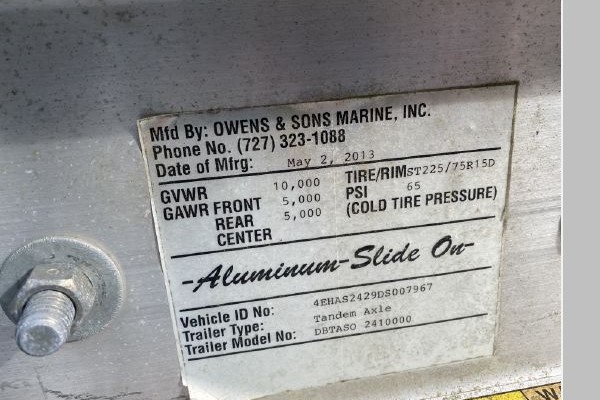 Mfd By: OWENS & SONS MARINE, INC.
Phone No. (727) 323-1088
Date of Mfrg: May 2, 2013
GVWR 10,000 TIRE/RIM ST225/75R15D
GAWR FRONT 5,000 PSI 65
REAR 5,000 (COLD TIRE PRESSURE)
CENTER
-Aluminum-Slide On-
Vehicle ID No: 4EHAS2429DS007967
Trailer Type: Tandem Axle
Trailer Model No: DBTASO 2410000